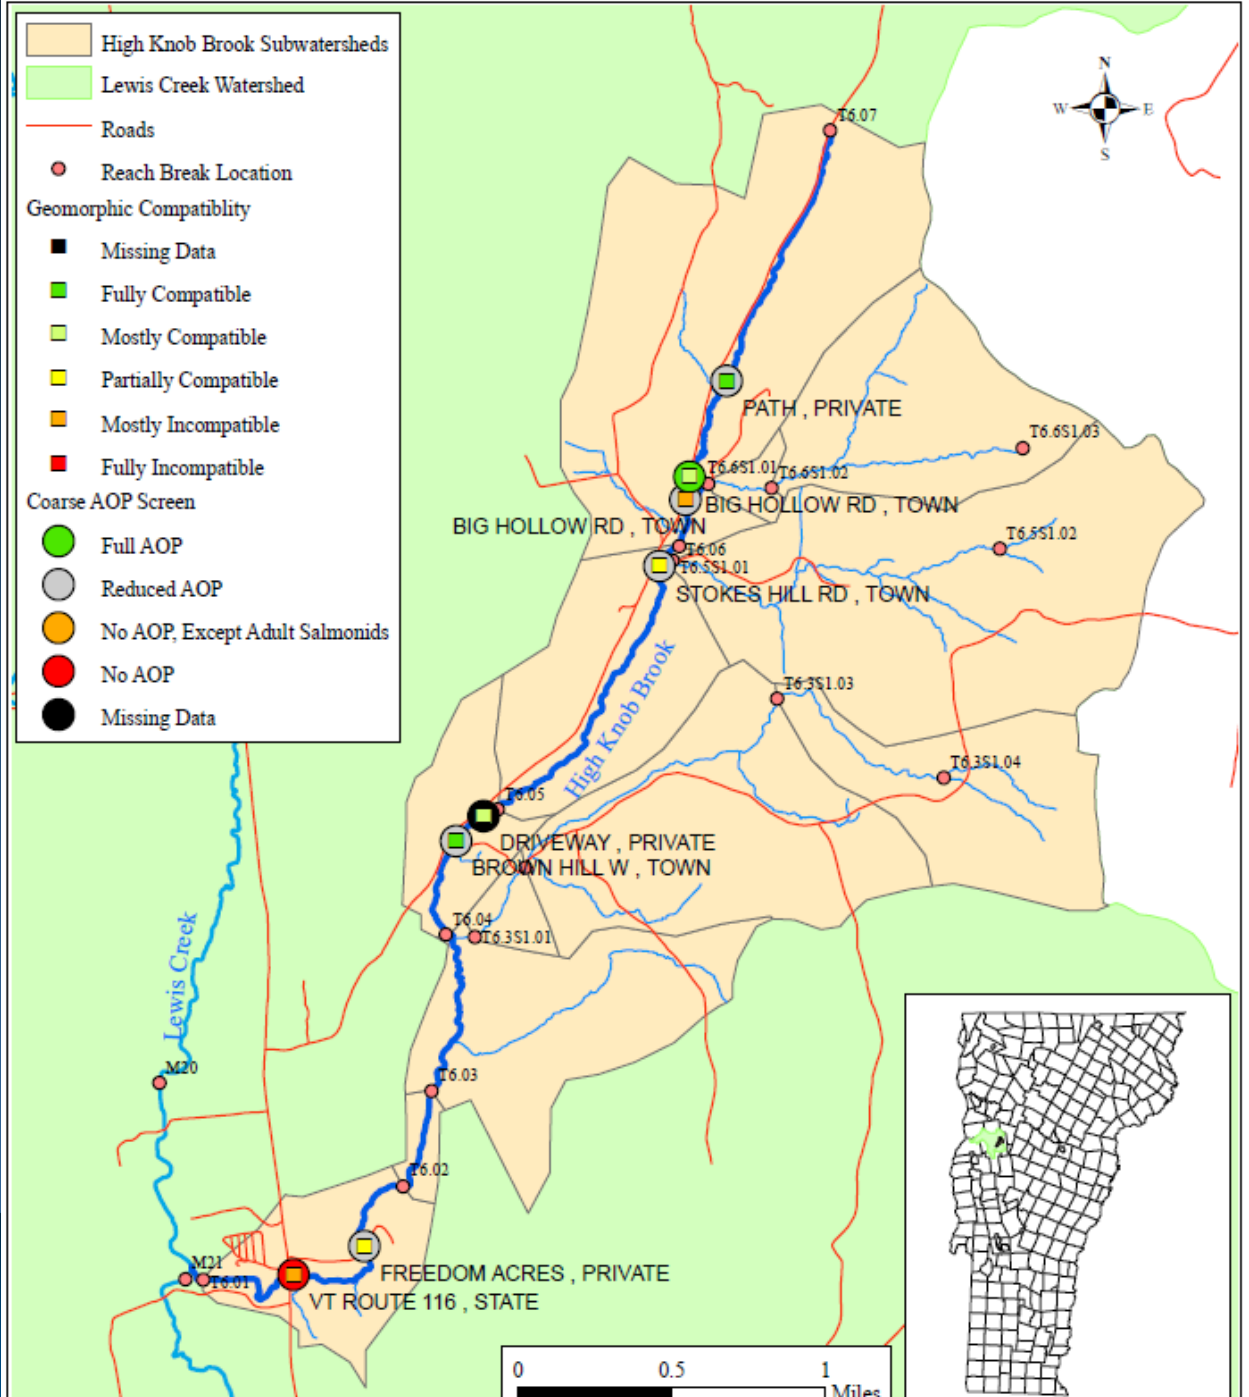 High Knob Brook Subwatersheds
Lewis Creek Watershed
Roads
Reach Break Location
Geomorphic Compatiblity
Missing Data
Fully Compatible
Mostly Compatible
Partially Compatible
Mostly Incompatible
Fully Incompatible
Coarse AOP Screen
Full AOP
Reduced AOP
No AOP, Except Adult Salmonids
No AOP
Missing Data
N
W E
S
T6.07
PATH , PRIVATE
T6.6S1.03
T6.6S1.01
T6.6S1.02
BIG HOLLOW RD , TOWN
BIG HOLLOW RD , TOWN
T6.5S1.02
T6.06
T6.5S1.01
STOKES HILL RD , TOWN
High Knob Brook
T6.3S1.03
T6.3S1.04
T6.05
DRIVEWAY , PRIVATE
BROWN HILL W , TOWN
T6.04
T6.3S1.01
Lewis Creek
M20
T6.03
T6.02
M21
T6.01
FREEDOM ACRES , PRIVATE
VT ROUTE 116 , STATE
0 0.5 1
Miles